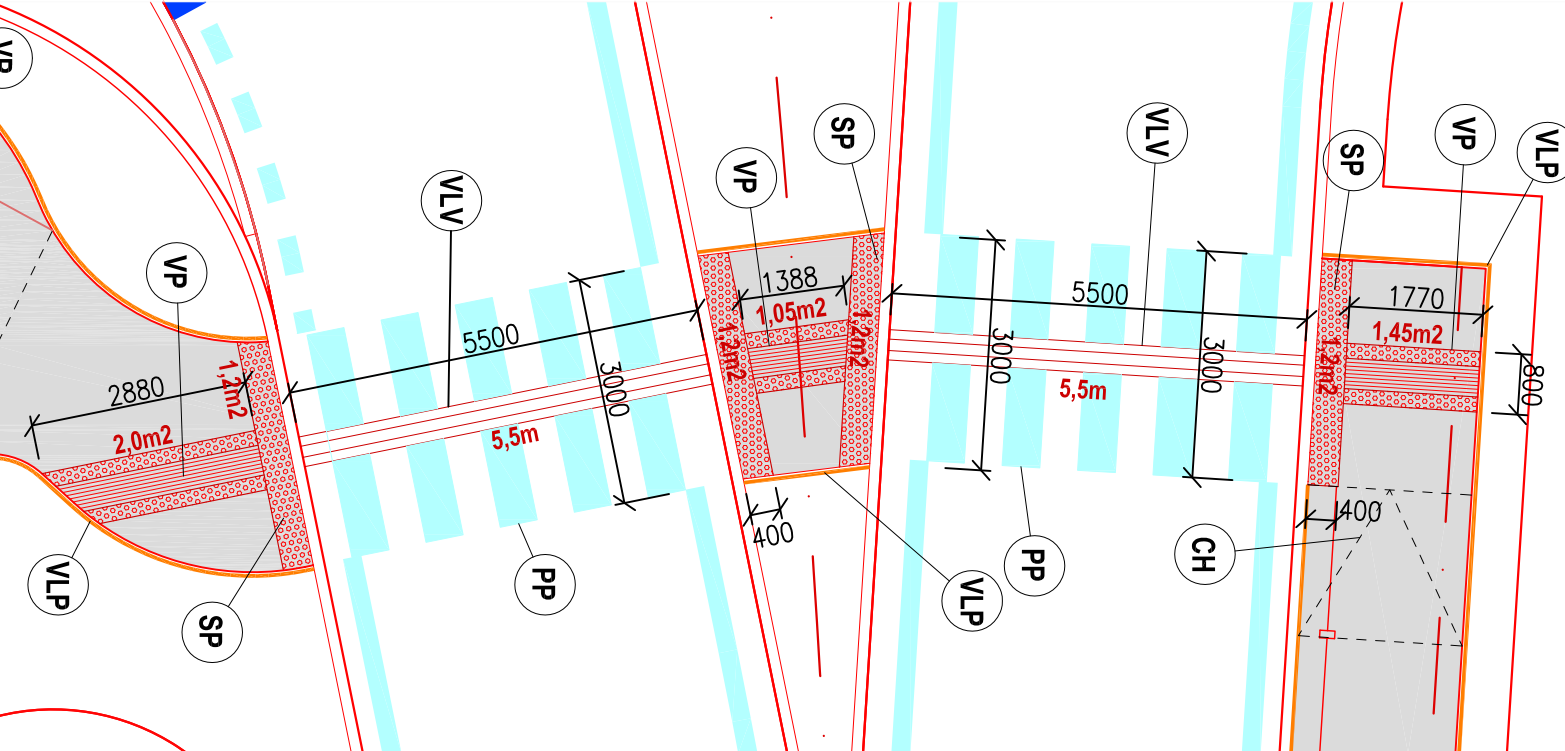 VP
VP
VLV
VP
SP
VLV
SP
VP
VLP
2880
1,2m2
2,0m2
5500
5,5m
3000
1388
1,05m2
1,2m2
1,2m2
400
5500
3000
5,5m
3000
1,2m2
1770
1,45m2
800
400
VLP
SP
PP
VLP
PP
CH